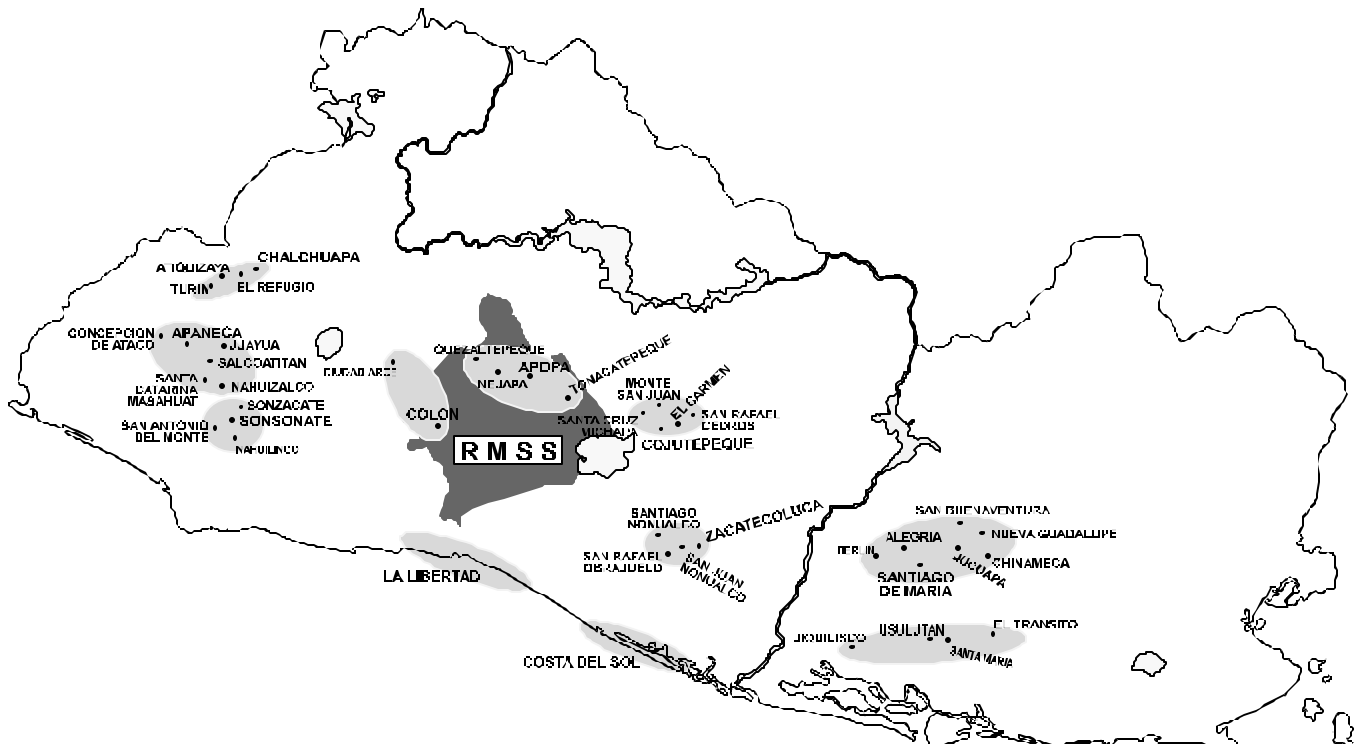 CHALCHUAPA
ATIQUIZAYA
TURIN
EL REFUGIO
CONCEPCION
DE ATACO
APANECA
JUAYUA
SALCOATITAN
SANTA
CATARINA
MASAHUAT
NAHUIZALCO
SONZACATE
SAN ANTONIO
DEL MONTE
SONSONATE
NAHUILINGO
CIUDAD ARCE
COLON
QUEZALTEPEQUE
NEJAPA
APOPA
TONACATEPEQUE
RMSS
MONTE
SAN JUAN
EL CARMEN
SANTA CRUZ
MICHAPA
SAN RAFAEL
CEDROS
COJUTEPEQUE
LA LIBERTAD
COSTA DEL SOL
SANTIAGO
NONUALCO
ZACATECOLUCA
SAN RAFAEL
OBRAJUELO
SAN JUAN
NONUALCO
SAN BUENAVENTURA
NUEVA GUADALUPE
ALEGRIA
BERLIN
JUCUAPA
CHINAMECA
SANTIAGO
DE MARIA
JIQUILISCO
USULUTAN
EL TRANSITO
SANTA MARIA